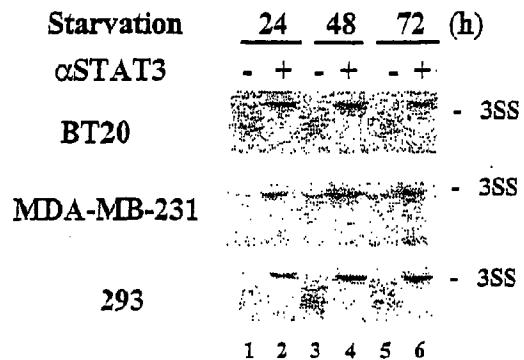 Starvation 24 48 72 (h)
αSTAT3 - + - + - +
BT20 - 3SS
MDA-MB-231 - 3SS
293 - 3SS
1 2 3 4 5 6